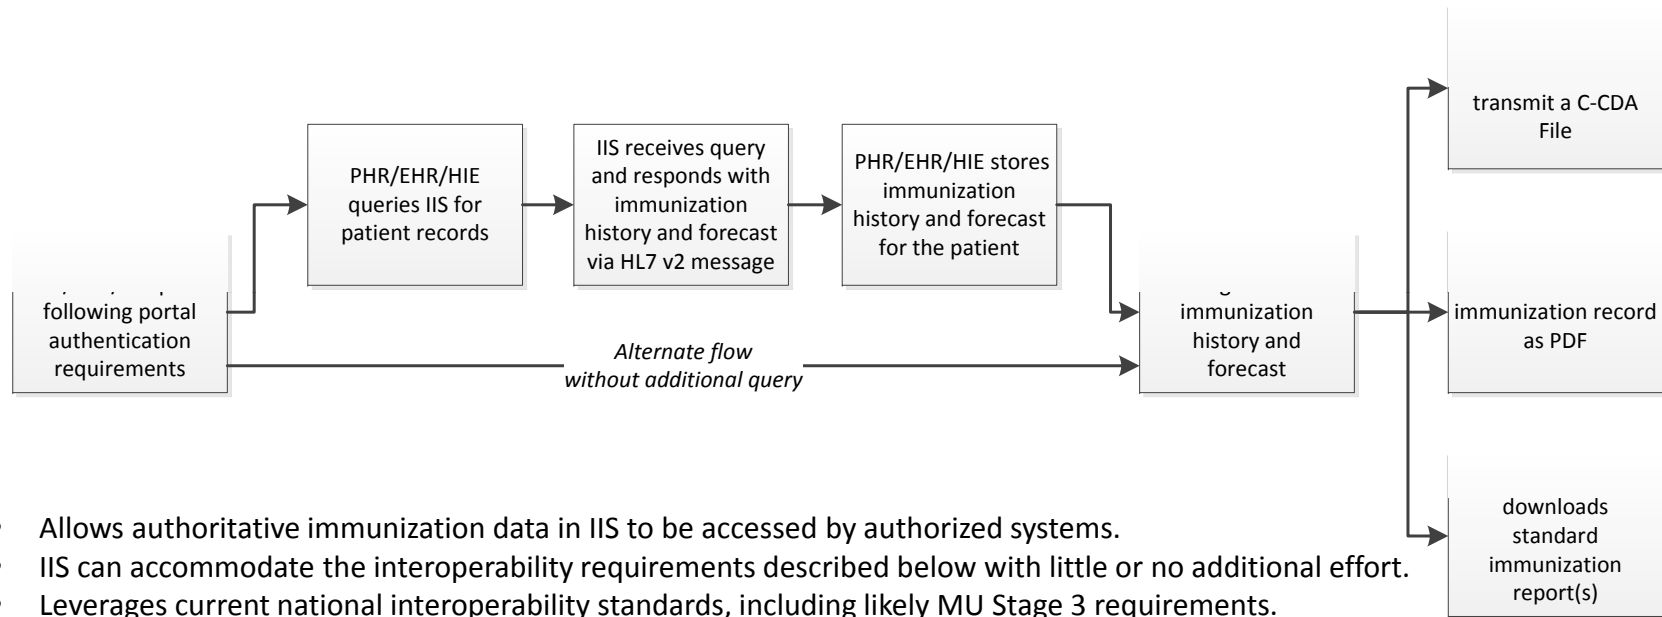 transmit a C-CDA
File
PHR/EHR/HIE
queries IIS for
patient records
IIS receives query
and responds with
immunization
history and forecast
via HL7 v2 message
PHR/EHR/HIE stores
immunization
history and forecast
for the patient
following portal
authentication
requirements
Alternate flow
without additional query
immunization
history and
forecast
immunization record
as PDF
downloads
standard
immunization
report(s)
• Allows authoritative immunization data in IIS to be accessed by authorized systems.
• IIS can accommodate the interoperability requirements described below with little or no additional effort.
• Leverages current national interoperability standards, including likely MU Stage 3 requirements.